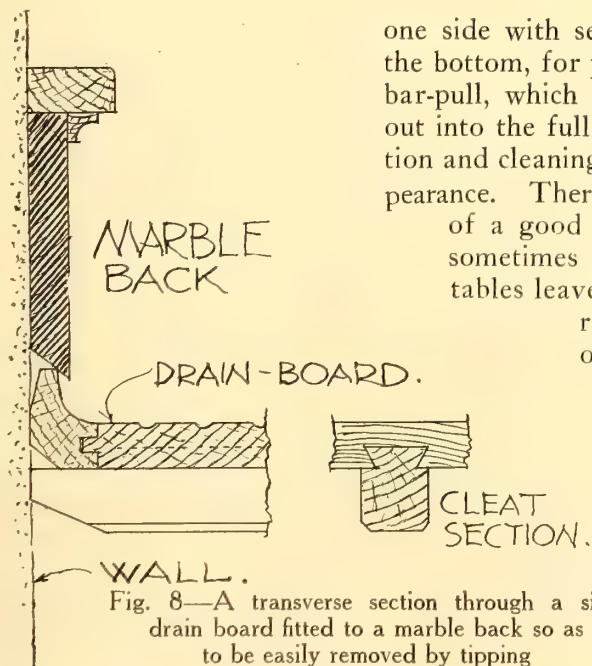 one side with
the bottom, for
bar-pull, which
out into the full
tion and cleaning
pearance. Ther
of a good
sometimes
tables leave
MARBLE
BACK
DRAIN-BOARD.
CLEAT
SECTION.
WALL.
Fig. 8—A transverse section through a
drain board fitted to a marble back so as
to be easily removed by tipping